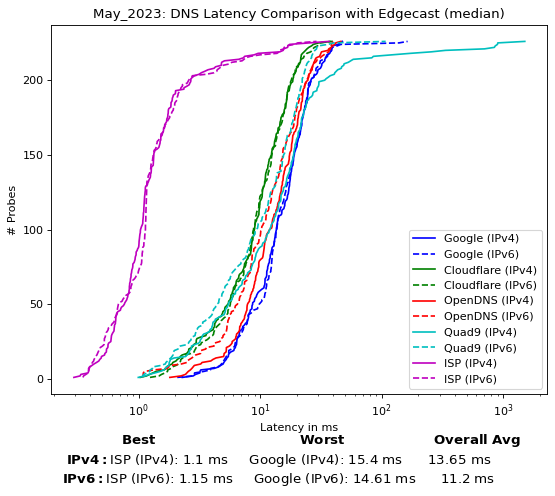 May_2023: DNS Latency Comparison with Edgecast (median)
# Probes
200
150
100
50
0
Google (IPv4)
Google (IPv6)
Cloudflare (IPv4)
Cloudflare (IPv6)
OpenDNS (IPv4)
OpenDNS (IPv6)
Quad9 (IPv4)
Quad9 (IPv6)
ISP (IPv4)
ISP (IPv6)
10⁰ 10¹ 10² 10³
Latency in ms
Best Worst Overall Avg
IPv4: ISP (IPv4): 1.1 ms Google (IPv4): 15.4 ms 13.65 ms
IPv6: ISP (IPv6): 1.15 ms Google (IPv6): 14.61 ms 11.2 ms